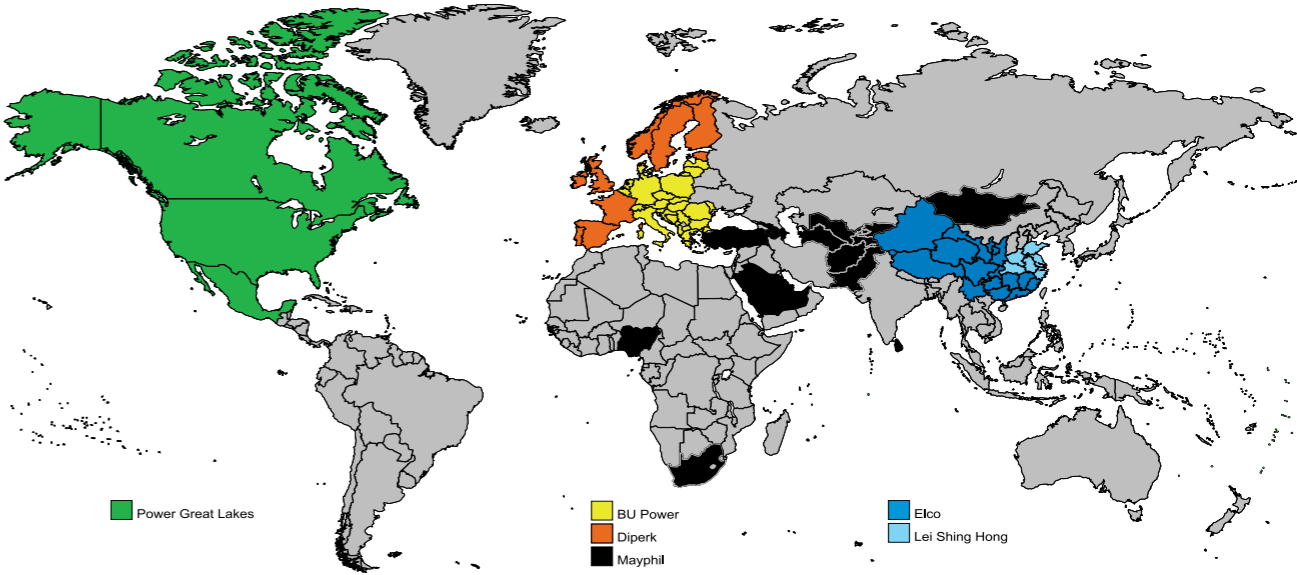 Power Great Lakes
BU Power
Diperk
Mayphil
Elco
Lei Shing Hong